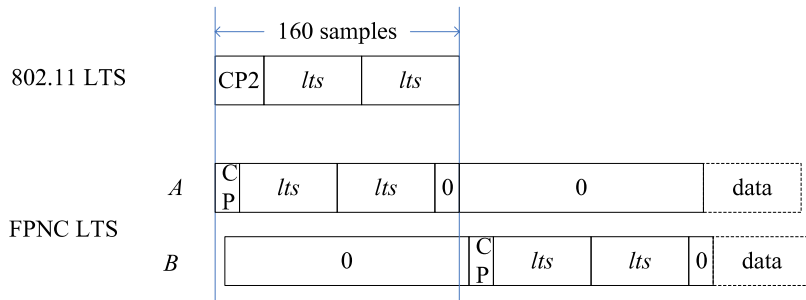 160 samples
802.11 LTS
CP2 lts lts
A
C
P
lts lts 0 0 data
FPNC LTS
B
0
C
P
lts lts 0 data